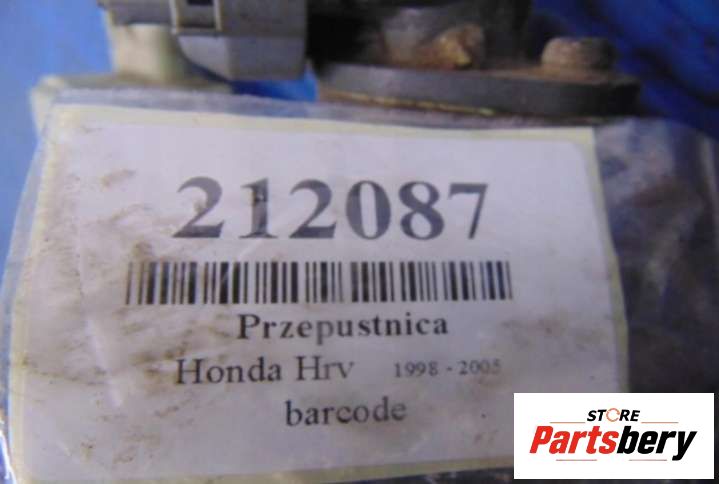 212087
Przepustnica
Honda Hrv 1998 - 2005
barcode
STORE
Partsbery